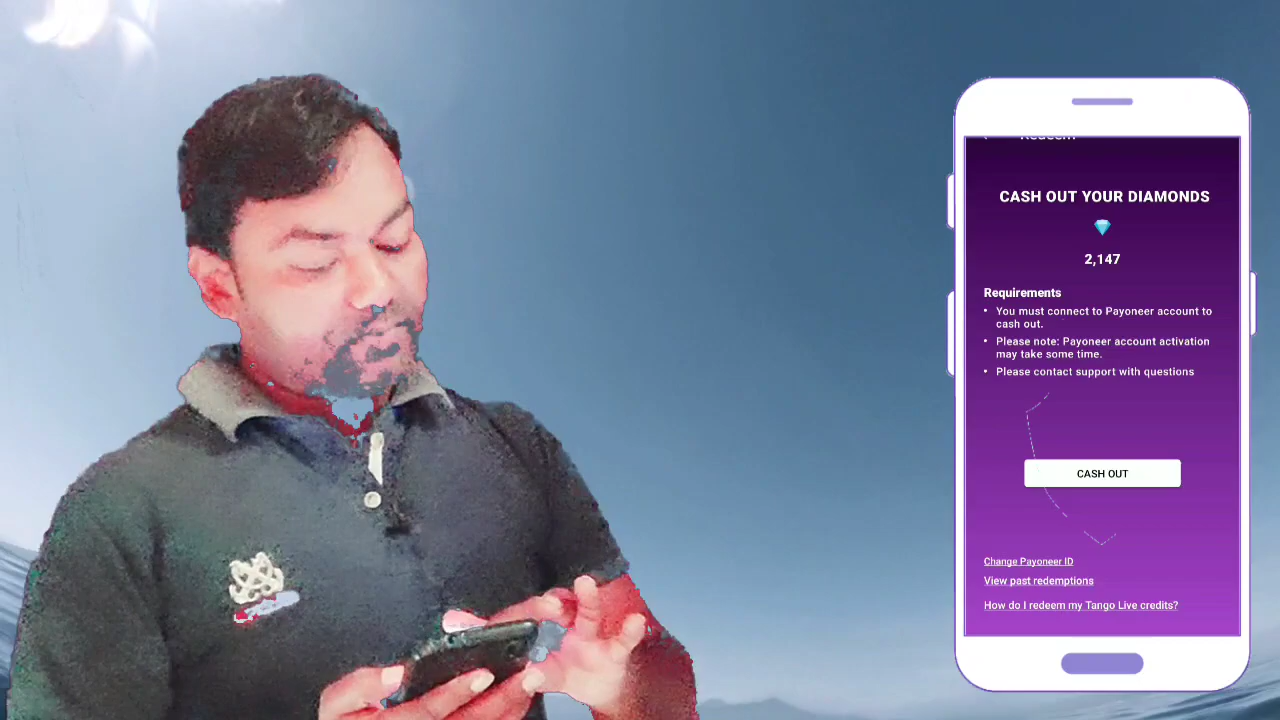 Redeem
CASH OUT YOUR DIAMONDS
2,147
Requirements
• You must connect to Payoneer account to
cash out.
• Please note: Payoneer account activation
may take some time.
• Please contact support with questions
CASH OUT
Change Payoneer ID
View past redemptions
How do I redeem my Tango Live credits?